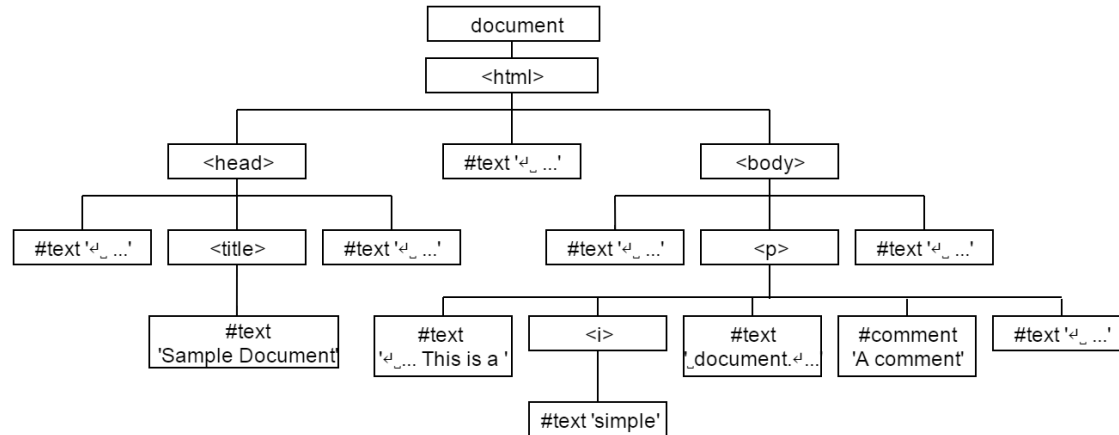 document
<html>
<head>
#text '↵␣ ...'
<body>
#text '↵␣ ...'
<title>
#text '↵␣ ...'
#text '↵␣ ...'
<p>
#text '↵␣ ...'
#text
'Sample Document'
#text
'↵␣... This is a '
<i>
#text
'␣document.↵...'
#comment
'A comment'
#text '↵␣ ...'
#text 'simple'